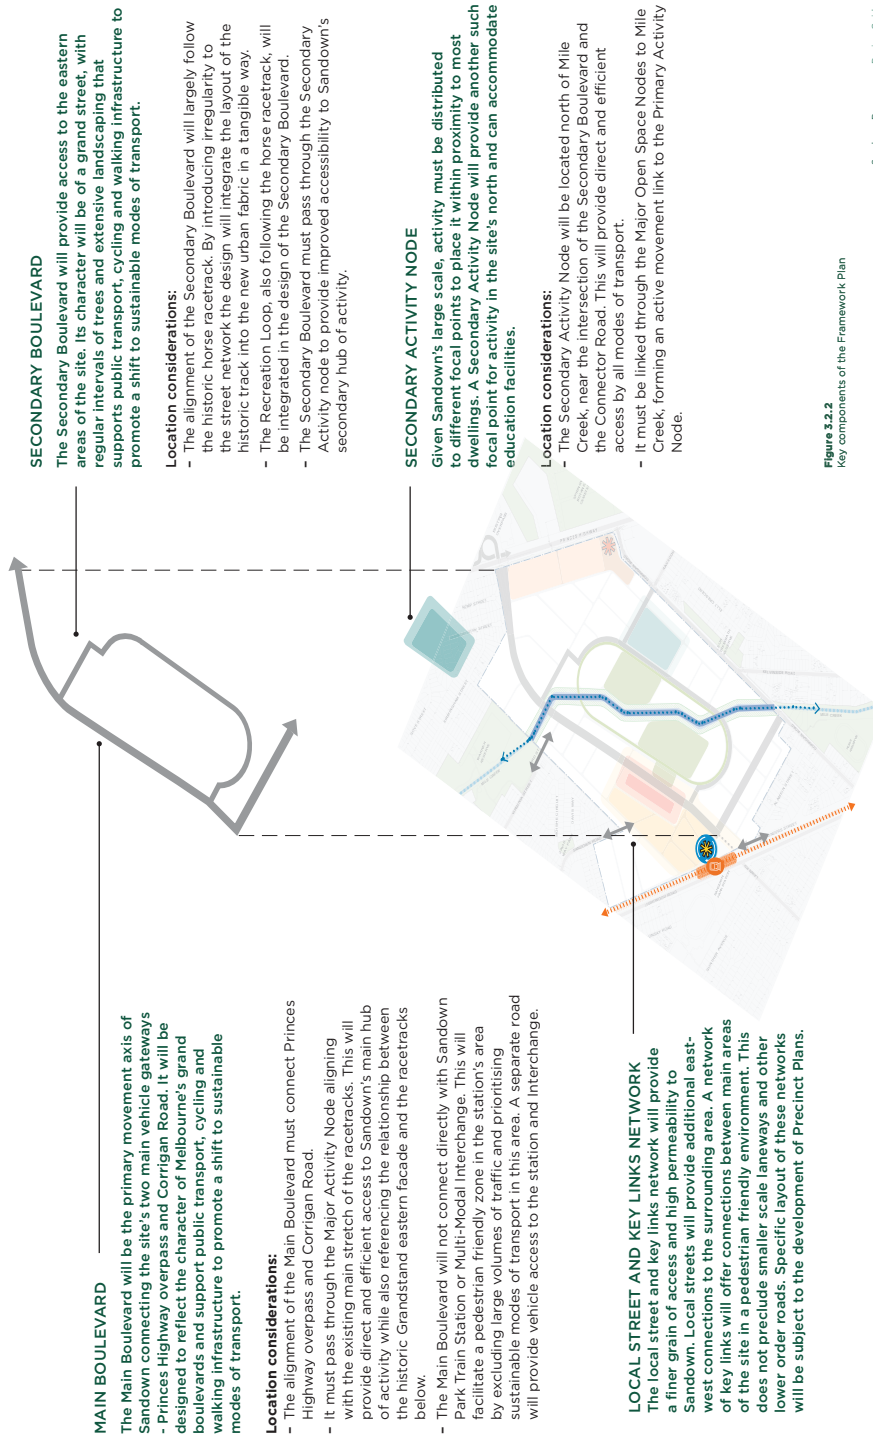 MAIN BOULEVARD
The Main Boulevard will be the primary movement axis of
Sandown connecting the site's two main vehicle gateways
- Princes Highway overpass and Corrigan Road. It will be
designed to reflect the character of Melbourne's grand
boulevards and support public transport, cycling and
walking infrastructure to promote a shift to sustainable
modes of transport.
Location considerations:
– The alignment of the Main Boulevard must connect Princes
Highway overpass and Corrigan Road.
– It must pass through the Major Activity Node aligning
with the existing main stretch of the racetracks. This will
provide direct and efficient access to Sandown's main hub
of activity while also referencing the relationship between
the historic Grandstand eastern facade and the racetracks
below.
– The Main Boulevard will not connect directly with Sandown
Park Train Station or Multi-Modal Interchange. This will
facilitate a pedestrian friendly zone in the station's area
by excluding large volumes of traffic and prioritising
sustainable modes of transport in this area. A separate road
will provide vehicle access to the station and Interchange.
LOCAL STREET AND KEY LINKS NETWORK
The local street and key links network will provide
a finer grain of access and high permeability to
Sandown. Local streets will provide additional east-
west connections to the surrounding area. A network
of key links will offer connections between main areas
of the site in a pedestrian friendly environment. This
does not preclude smaller scale laneways and other
lower order roads. Specific layout of these networks
will be subject to the development of Precinct Plans.
SECONDARY BOULEVARD
The Secondary Boulevard will provide access to the eastern
areas of the site. Its character will be of a grand street, with
regular intervals of trees and extensive landscaping that
supports public transport, cycling and walking infrastructure to
promote a shift to sustainable modes of transport.
Location considerations:
– The alignment of the Secondary Boulevard will largely follow
the historic horse racetrack. By introducing irregularity to
the street network the design will integrate the layout of the
historic track into the new urban fabric in a tangible way.
– The Recreation Loop, also following the horse racetrack, will
be integrated in the design of the Secondary Boulevard.
– The Secondary Boulevard must pass through the Secondary
Activity node to provide improved accessibility to Sandown's
secondary hub of activity.
SECONDARY ACTIVITY NODE
Given Sandown's large scale, activity must be distributed
to different focal points to place it within proximity to most
dwellings. A Secondary Activity Node will provide another such
focal point for activity in the site's north and can accommodate
education facilities.
Location considerations:
– The Secondary Activity Node will be located north of Mile
Creek, near the intersection of the Secondary Boulevard and
the Connector Road. This will provide direct and efficient
access by all modes of transport.
– It must be linked through the Major Open Space Nodes to Mile
Creek, forming an active movement link to the Primary Activity
Node.
Figure 3.2.2
Key components of the Framework Plan